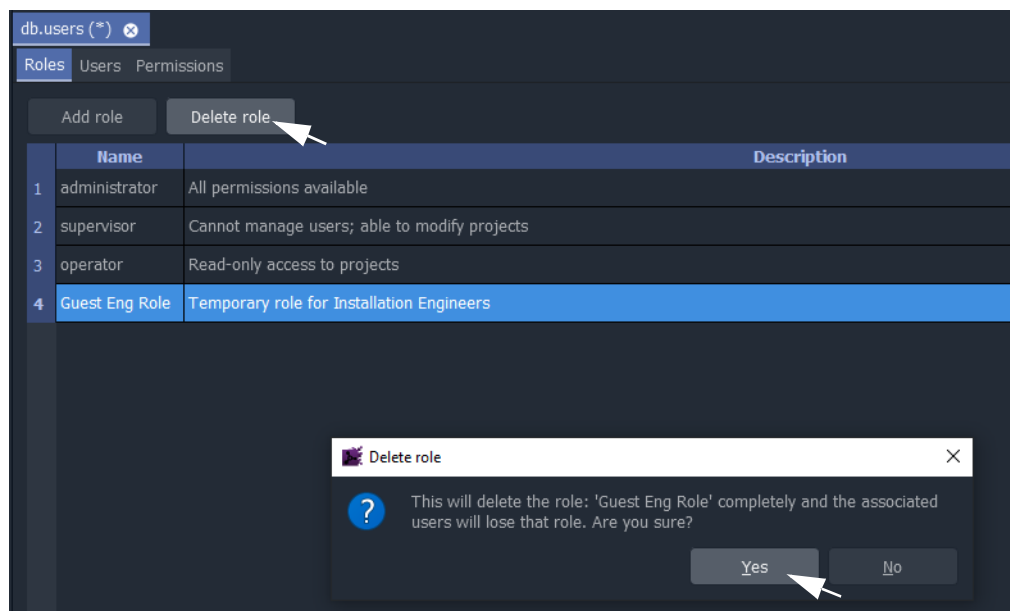 db.users (*)
Roles Users Permissions
Add role Delete role
Name Description
1 administrator All permissions available
2 supervisor Cannot manage users; able to modify projects
3 operator Read-only access to projects
4 Guest Eng Role Temporary role for Installation Engineers
Delete role
?
This will delete the role: 'Guest Eng Role' completely and the associated
users will lose that role. Are you sure?
Yes No